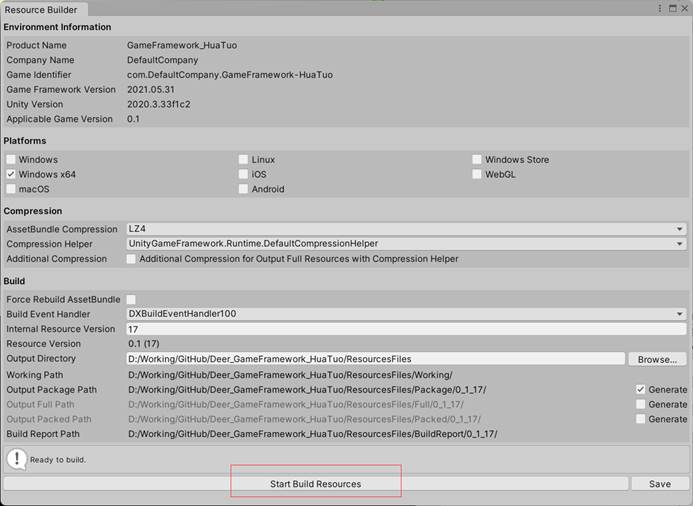 Resource Builder
Environment Information
Product Name GameFramework_HuaTuo
Company Name DefaultCompany
Game Identifier com.DefaultCompany.GameFramework-HuaTuo
Game Framework Version 2021.05.31
Unity Version 2020.3.33f1c2
Applicable Game Version 0.1
Platforms
Windows Linux Windows Store
Windows x64 iOS WebGL
macOS Android
Compression
AssetBundle Compression LZ4
Compression Helper UnityGameFramework.Runtime.DefaultCompressionHelper
Additional Compression Additional Compression for Output Full Resources with Compression Helper
Build
Force Rebuild AssetBundle
Build Event Handler DXBuildEventHandler100
Internal Resource Version 17
Resource Version 0.1 (17)
Output Directory D:/Working/GitHub/Deer_GameFramework_HuaTuo/ResourcesFiles Browse...
Working Path D:/Working/GitHub/Deer_GameFramework_HuaTuo/ResourcesFiles/Working/
Output Package Path D:/Working/GitHub/Deer_GameFramework_HuaTuo/ResourcesFiles/Package/0_1_17/ Generate
Output Full Path D:/Working/GitHub/Deer_GameFramework_HuaTuo/ResourcesFiles/Full/0_1_17/ Generate
Output Packed Path D:/Working/GitHub/Deer_GameFramework_HuaTuo/ResourcesFiles/Packed/0_1_17/ Generate
Build Report Path D:/Working/GitHub/Deer_GameFramework_HuaTuo/ResourcesFiles/BuildReport/0_1_17/
Ready to build.
Start Build Resources Save